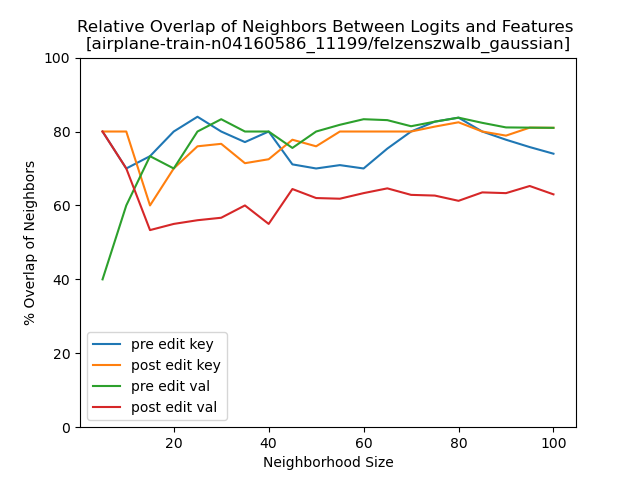 Relative Overlap of Neighbors Between Logits and Features
[airplane-train-n04160586_11199/felzenszwalb_gaussian]
100
80
60
40
20
0
% Overlap of Neighbors
pre edit key
post edit key
pre edit val
post edit val
20 40 60 80 100
Neighborhood Size